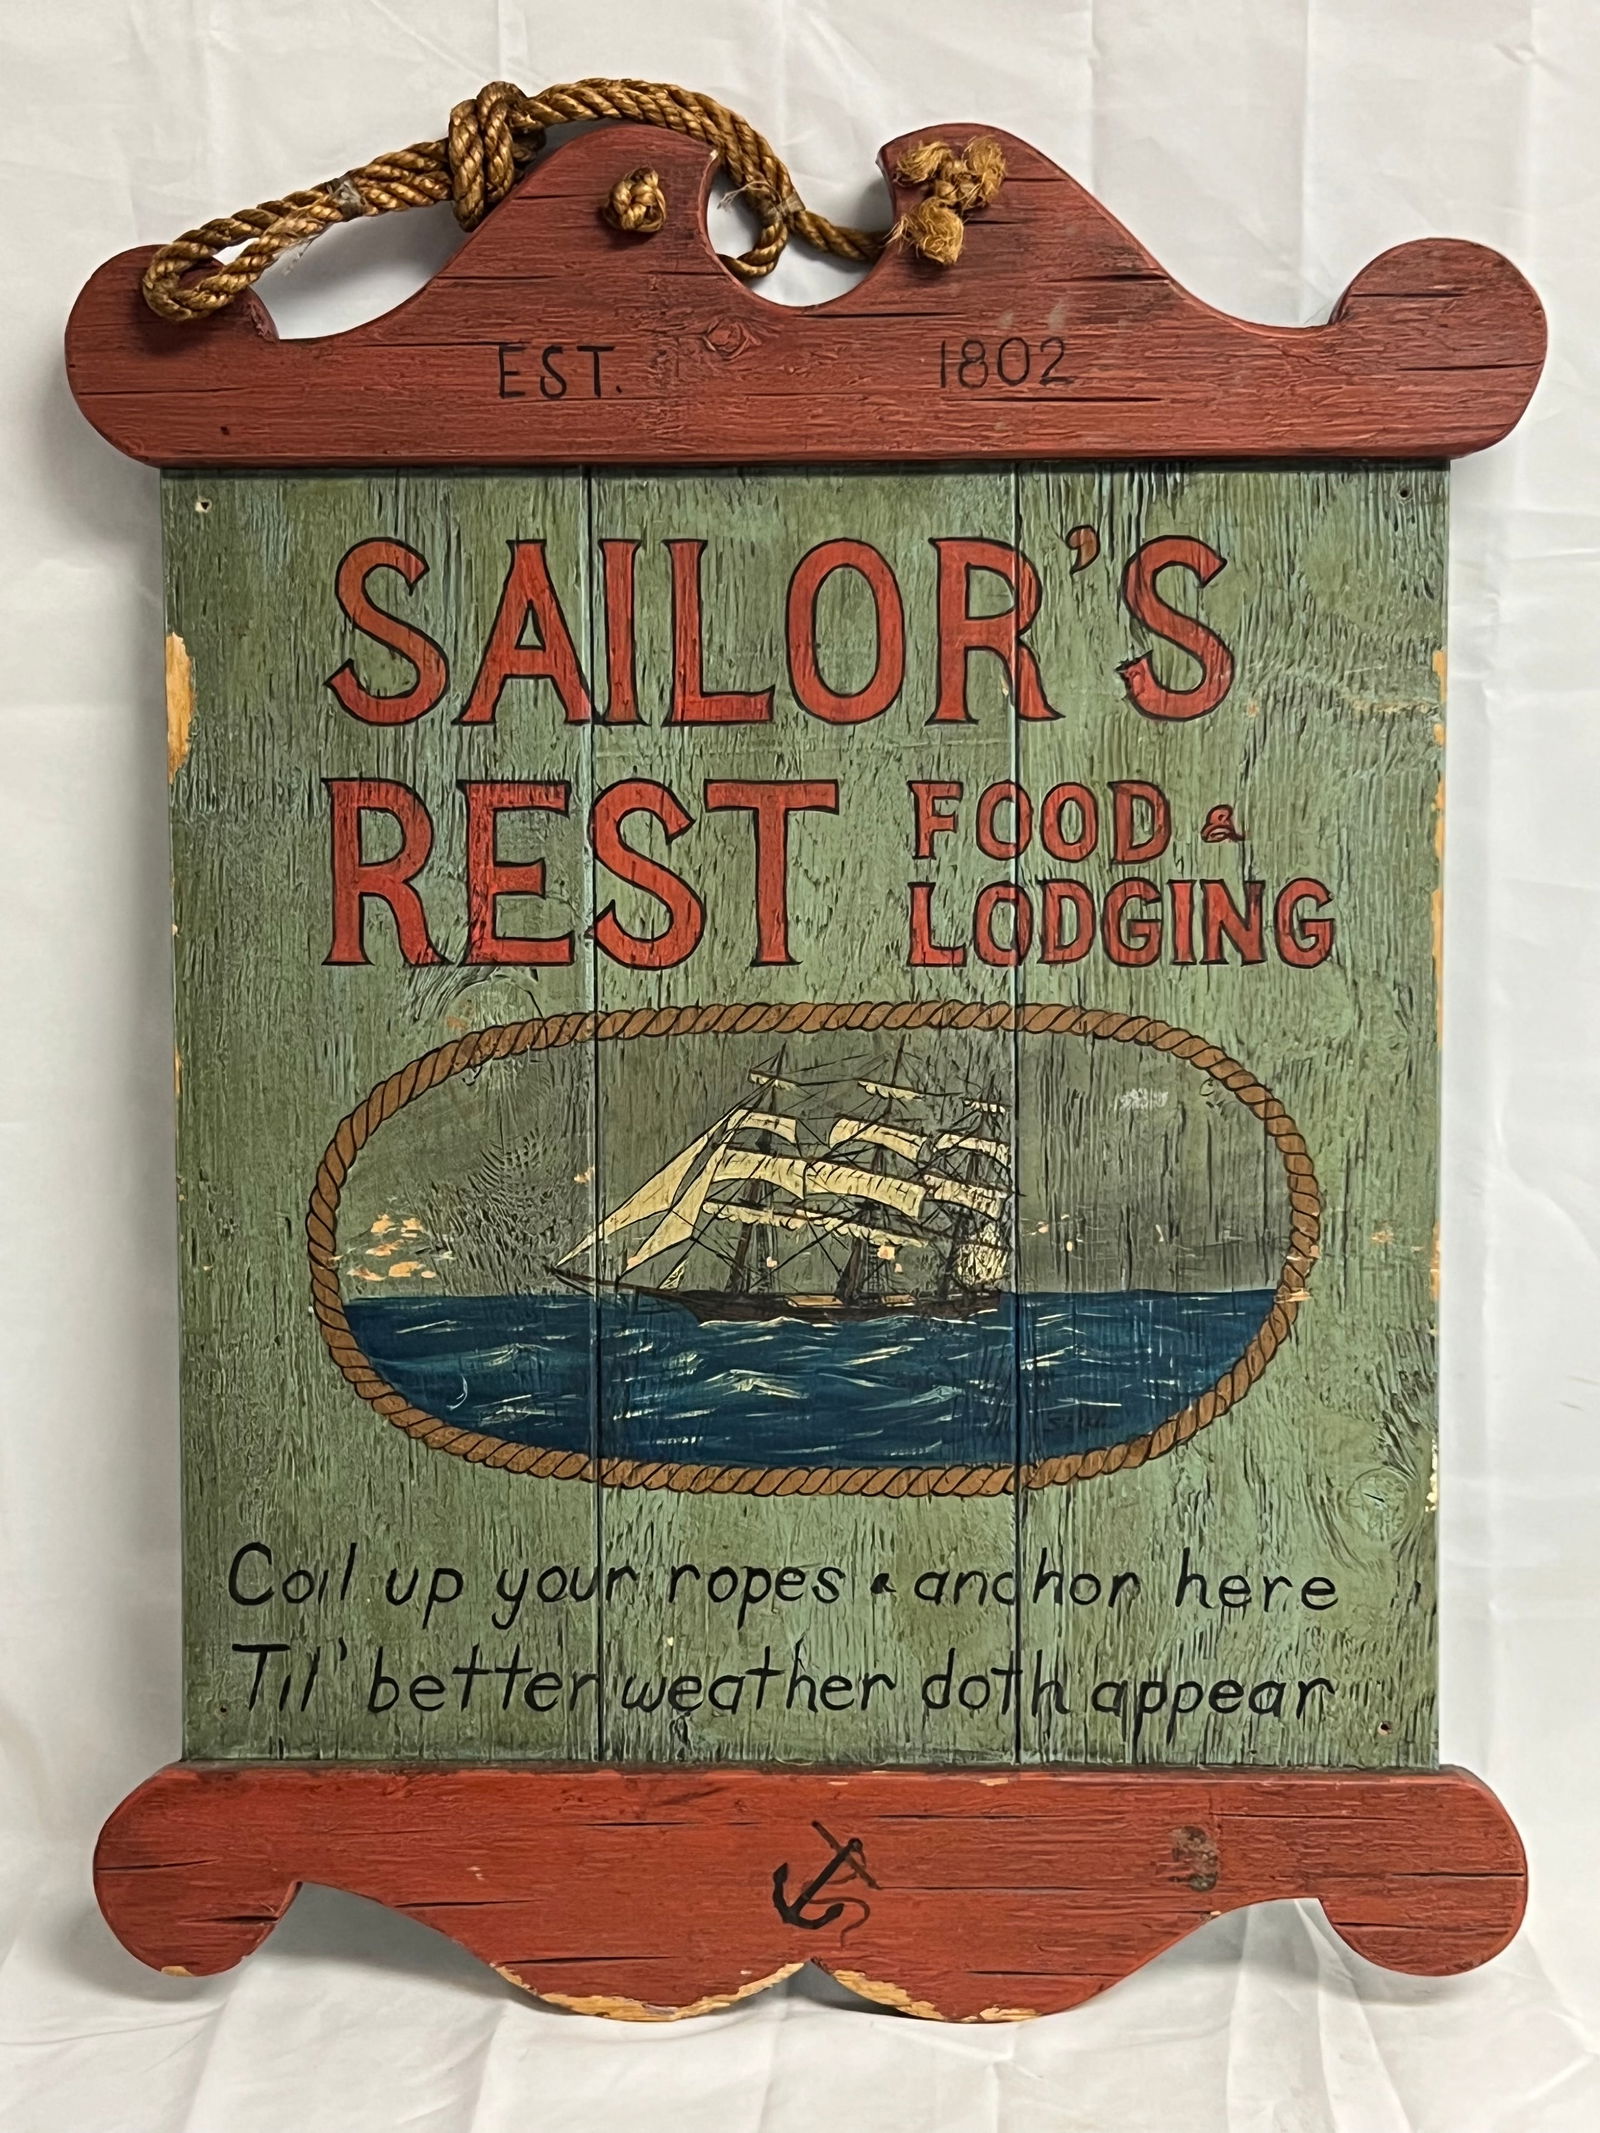 EST. 1802
SAILOR'S
REST FOOD &
LODGING
Coil up your ropes & anchor here
Til' better weather doth appear